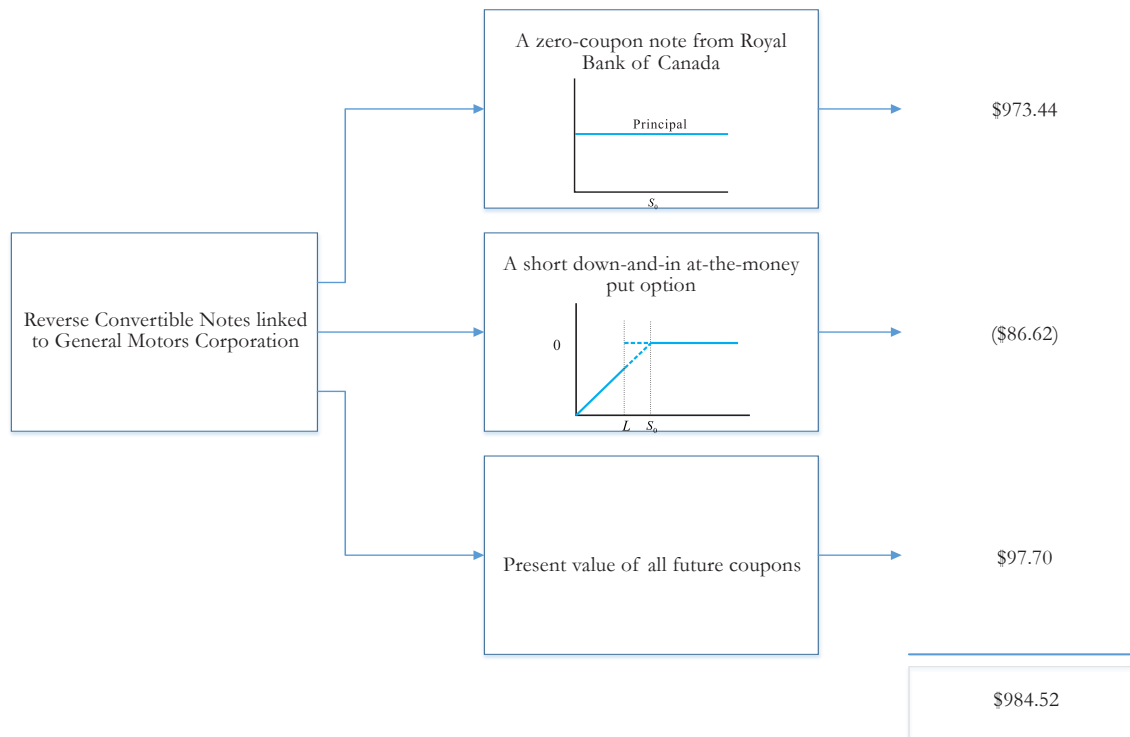 A zero-coupon note from Royal
Bank of Canada
Principal
S₀
$973.44
Reverse Convertible Notes linked
to General Motors Corporation
A short down-and-in at-the-money
put option
0
L S₀
($86.62)
Present value of all future coupons
$97.70
$984.52